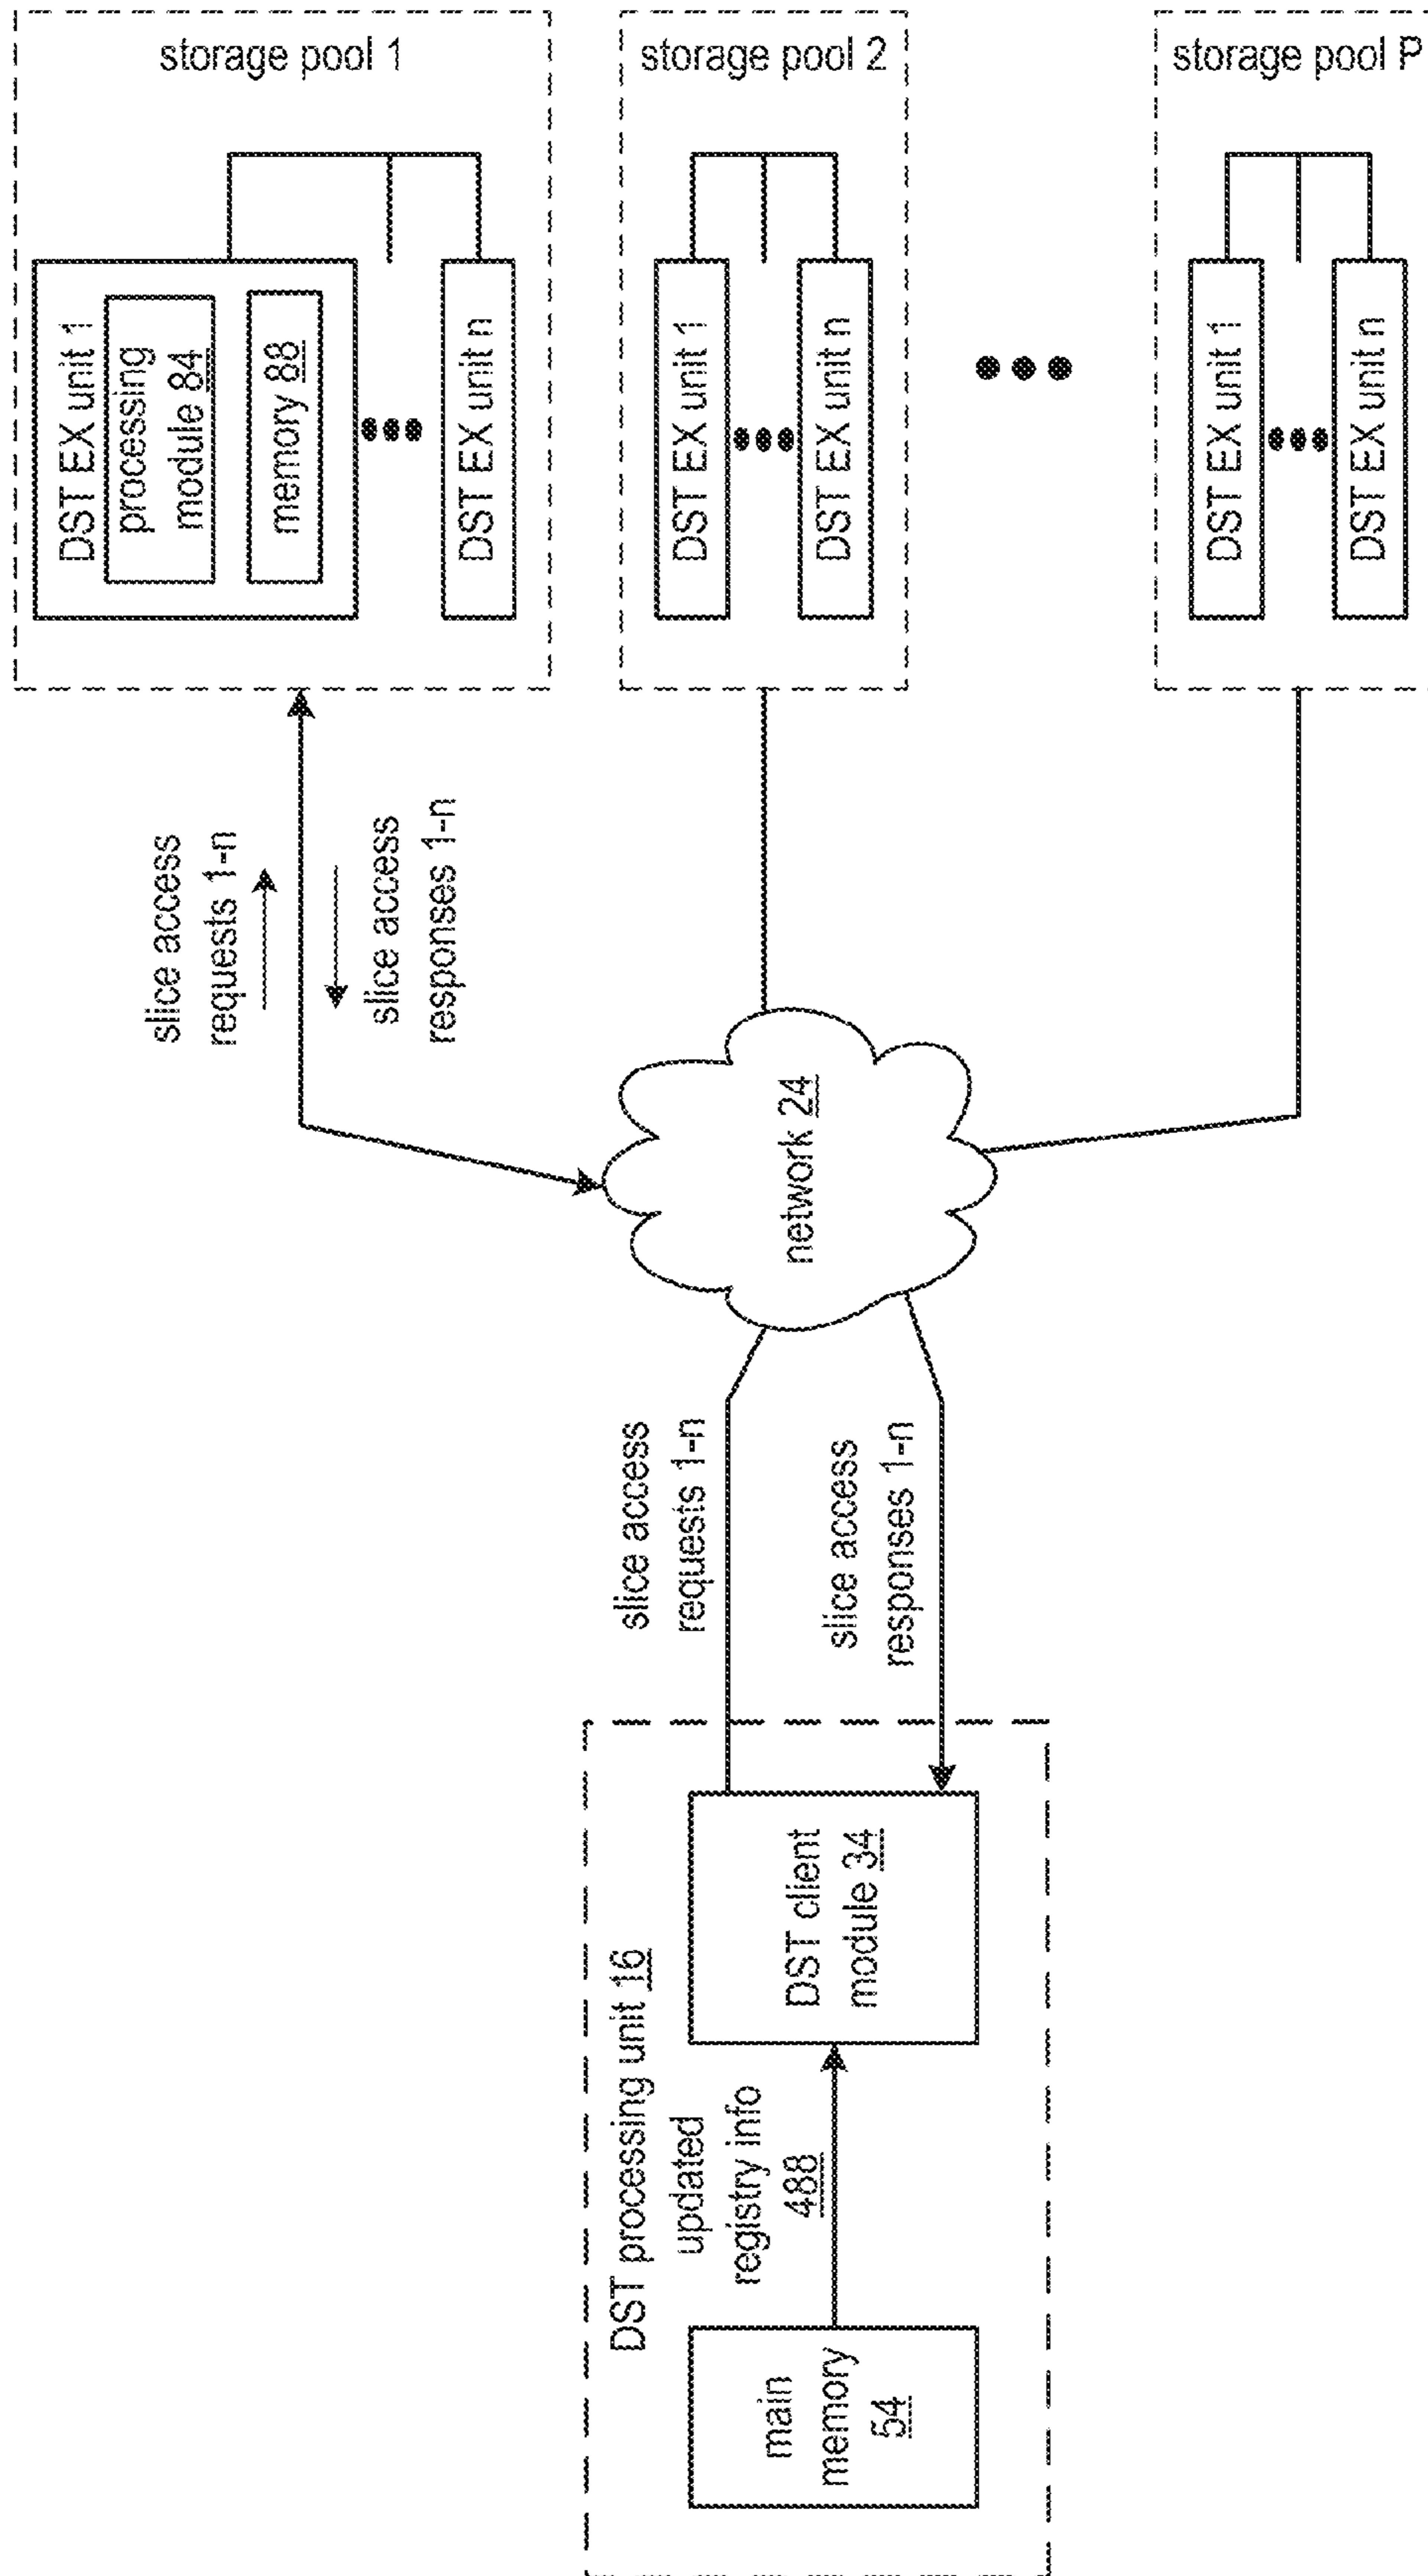 storage pool 1
DST EX unit 1
processing
module 84
memory 88
DST EX unit n
storage pool 2
DST EX unit 1
DST EX unit n
storage pool P
DST EX unit 1
DST EX unit n
slice access
requests 1-n
slice access
responses 1-n
network 24
slice access
requests 1-n
slice access
responses 1-n
DST processing unit 16
DST client
module 34
updated
registry info
488
main
memory
54